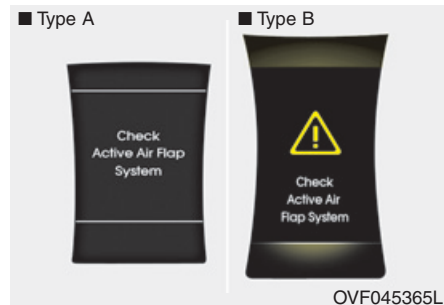 ■ Type A
■ Type B
Check
Active Air Flap
System
Check
Active Air
Flap System
OVF045365L